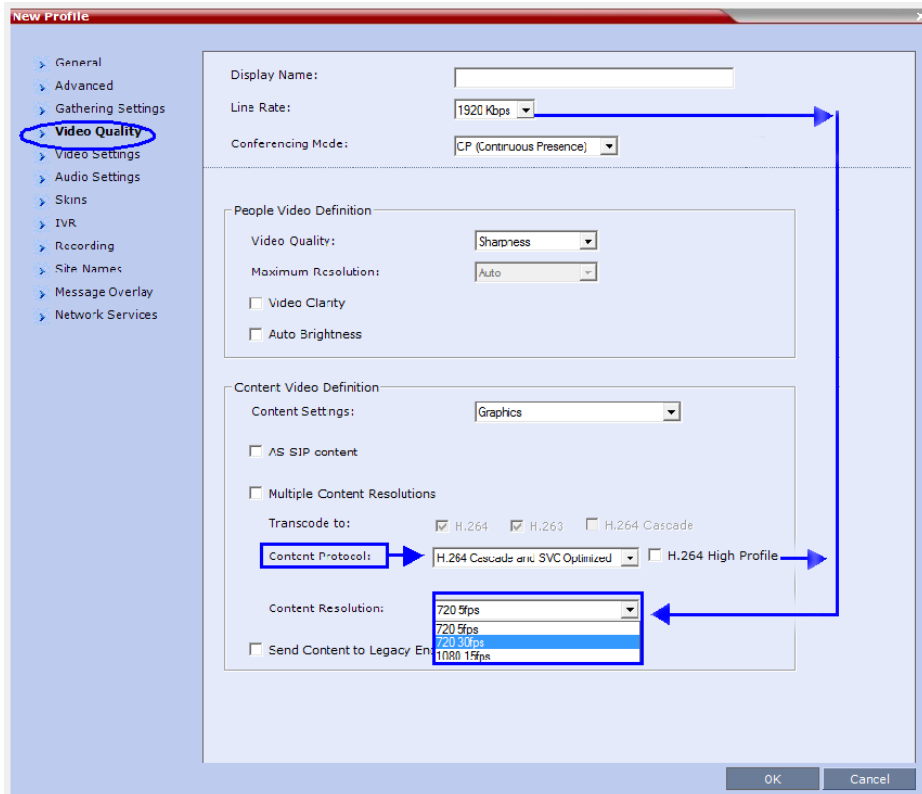 New Profile
General
Advanced
Gathering Settings
Video Quality
Video Settings
Audio Settings
Skins
IVR
Recording
Site Names
Message Overlay
Network Services
Display Name:
Line Rate: 1920 Kbps
Conferencing Mode: CP (Continuous Presence)
People Video Definition
Video Quality: Sharpness
Maximum Resolution: Auto
Video Clarity
Auto Brightness
Content Video Definition
Content Settings: Graphics
AS SIP content
Multiple Content Resolutions
Transcode to: H.264 H.263 H.264 Cascade
Content Protocol: H.264 Cascade and SVC Optimized H.264 High Profile
Content Resolution: 720 5fps
720 5fps
720 30fps
Send Content to Legacy En
1080 15fps
OK Cancel